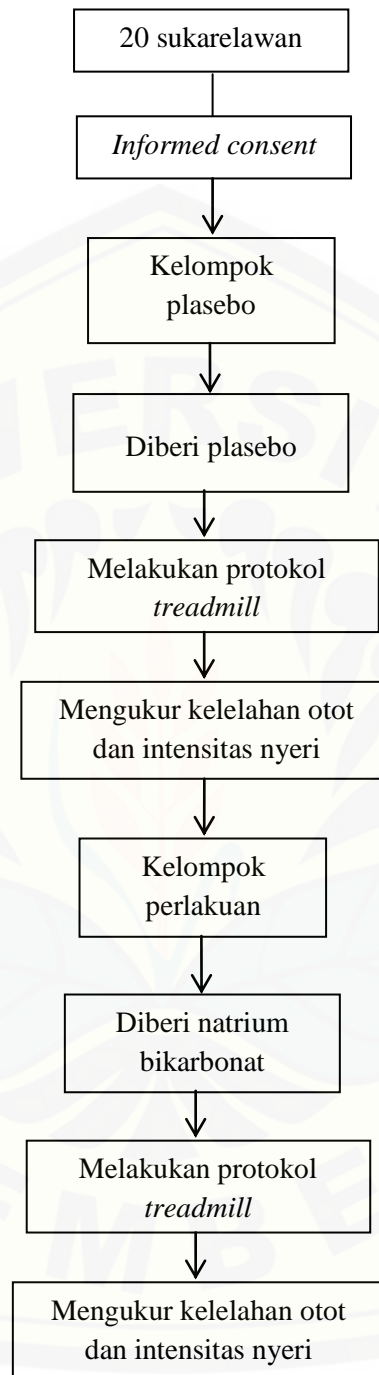 20 sukarelawan
Informed consent
Kelompok
plasebo
Diberi plasebo
Melakukan protokol
treadmill
Mengukur kelelahan otot
dan intensitas nyeri
Kelompok
perlakuan
Diberi natrium
bikarbonat
Melakukan protokol
treadmill
Mengukur kelelahan otot
dan intensitas nyeri